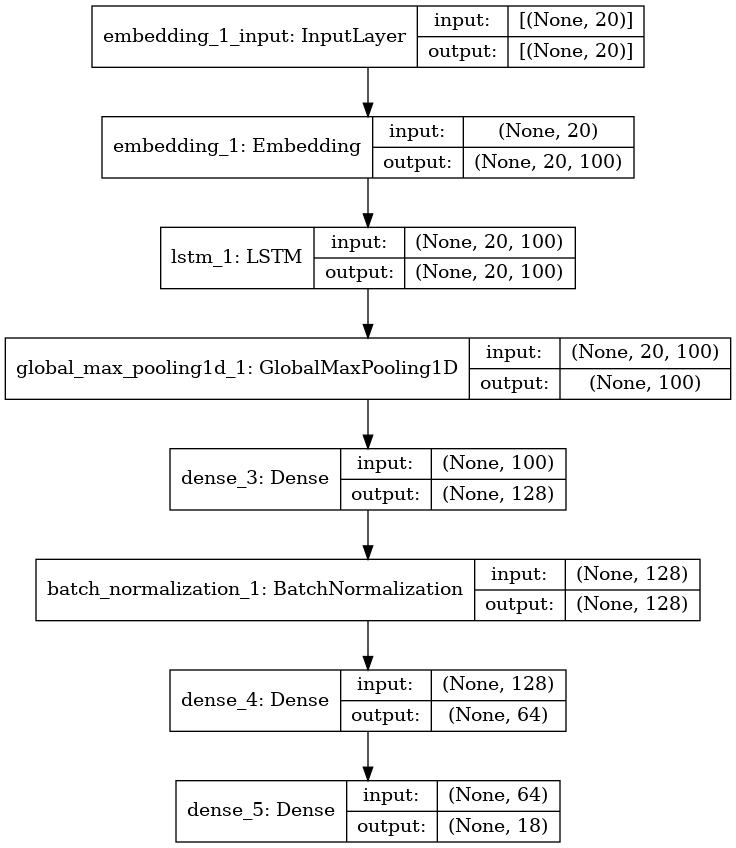 embedding_1_input: InputLayer
input: [(None, 20)]
output: [(None, 20)]
embedding_1: Embedding
input: (None, 20)
output: (None, 20, 100)
lstm_1: LSTM
input: (None, 20, 100)
output: (None, 20, 100)
global_max_pooling1d_1: GlobalMaxPooling1D
input: (None, 20, 100)
output: (None, 100)
dense_3: Dense
input: (None, 100)
output: (None, 128)
batch_normalization_1: BatchNormalization
input: (None, 128)
output: (None, 128)
dense_4: Dense
input: (None, 128)
output: (None, 64)
dense_5: Dense
input: (None, 64)
output: (None, 18)